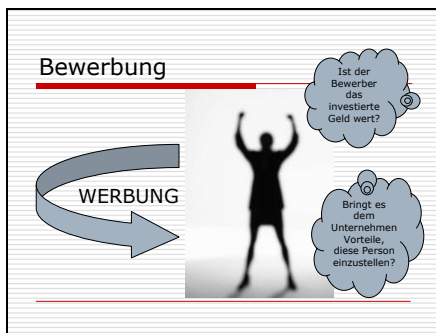 Bewerbung
WERBUNG
Ist der
Bewerber
das
investierte
Geld wert?
Bringt es
dem
Unternehmen
Vorteile,
diese Person
einzustellen?